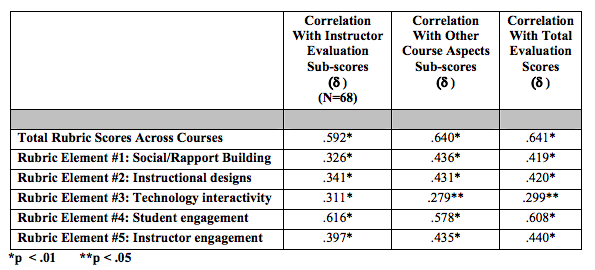 Correlation With Instructor Evaluation Sub-scores (δ) (N=68) | Correlation With Other Course Aspects Sub-scores (δ) | Correlation With Total Evaluation Scores (δ)
Total Rubric Scores Across Courses .592* .640* .641*
Rubric Element #1: Social/Rapport Building .326* .436* .419*
Rubric Element #2: Instructional designs .341* .431* .420*
Rubric Element #3: Technology interactivity .311* .279** .299**
Rubric Element #4: Student engagement .616* .578* .608*
Rubric Element #5: Instructor engagement .397* .435* .440*
*p < .01 **p < .05